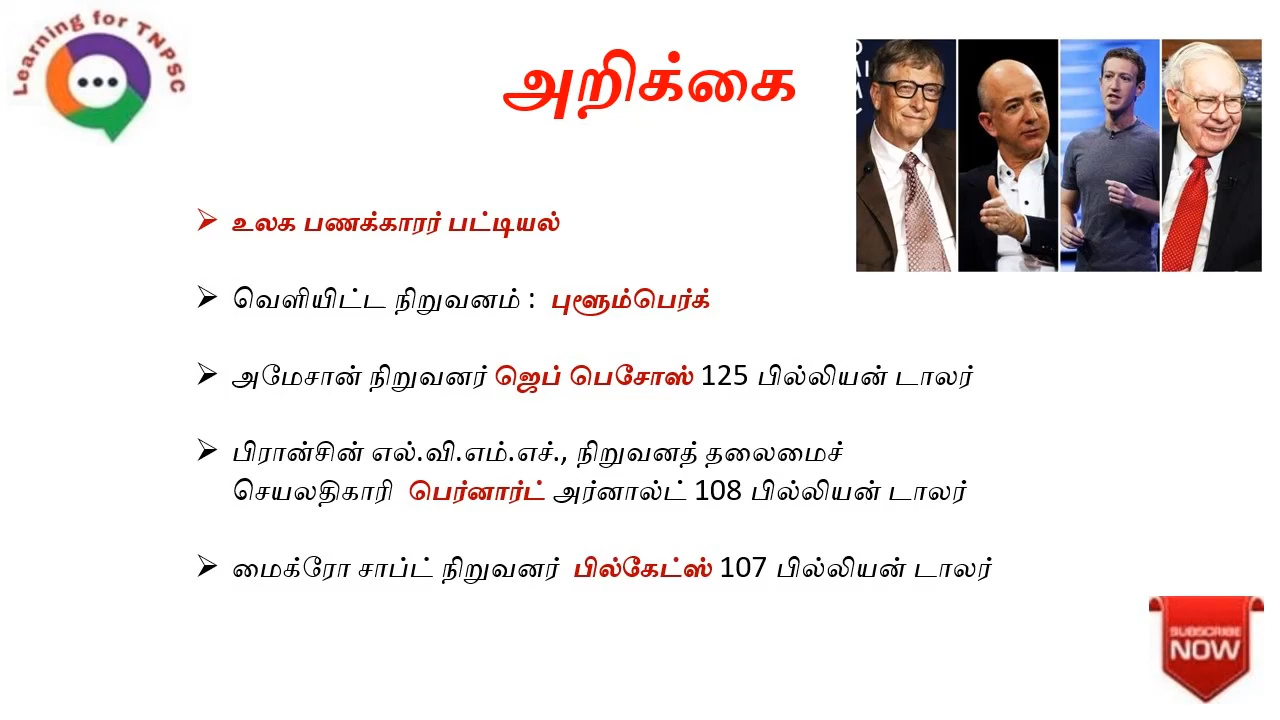 Learning for TNPSC
அறிக்கை
உலக பணக்காரர் பட்டியல்
வெளியிட்ட நிறுவனம் : புளூம்பெர்க்
அமேசான் நிறுவனர் ஜெப் பெசோஸ் 125 பில்லியன் டாலர்
பிரான்சின் எல்.வி.எம்.எச்., நிறுவனத் தலைமைச்
செயலதிகாரி பெர்னார்ட் அர்னால்ட் 108 பில்லியன் டாலர்
மைக்ரோ சாப்ட் நிறுவனர் பில்கேட்ஸ் 107 பில்லியன் டாலர்
SUBSCRIBE
NOW